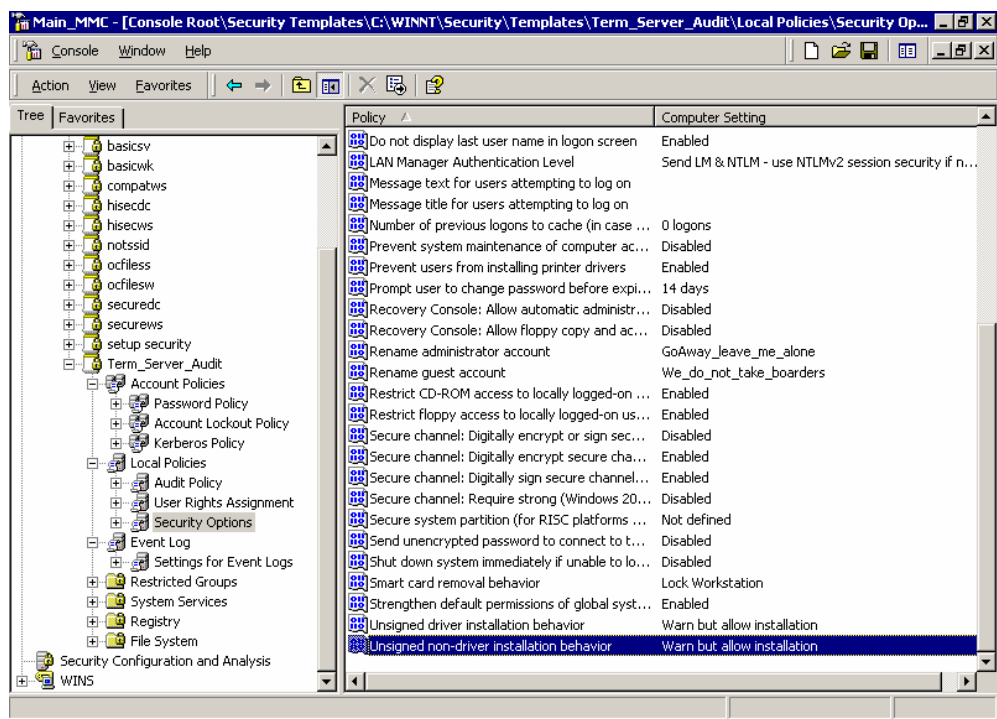 Main_MMC - [Console Root\Security Templates\C:\WINNT\Security\Templates\Term_Server_Audit\Local Policies\Security Op...
Console Window Help
Action View Favorites
Tree Favorites
basicsv
basicwk
compatws
hisecdc
hisecws
notssid
ocfiless
ocfilesw
securedc
securews
setup security
Term_Server_Audit
Account Policies
Password Policy
Account Lockout Policy
Kerberos Policy
Local Policies
Audit Policy
User Rights Assignment
Security Options
Event Log
Settings for Event Logs
Restricted Groups
System Services
Registry
File System
Security Configuration and Analysis
WINS
Policy Computer Setting
Do not display last user name in logon screen Enabled
LAN Manager Authentication Level Send LM & NTLM - use NTLMv2 session security if n...
Message text for users attempting to log on
Message title for users attempting to log on
Number of previous logons to cache (in case ... 0 logons
Prevent system maintenance of computer ac... Disabled
Prevent users from installing printer drivers Enabled
Prompt user to change password before expi... 14 days
Recovery Console: Allow automatic administr... Disabled
Recovery Console: Allow floppy copy and ac... Disabled
Rename administrator account GoAway_leave_me_alone
Rename guest account We_do_not_take_boarders
Restrict CD-ROM access to locally logged-on ... Enabled
Restrict floppy access to locally logged-on us... Enabled
Secure channel: Digitally encrypt or sign sec... Disabled
Secure channel: Digitally encrypt secure cha... Enabled
Secure channel: Digitally sign secure channel... Enabled
Secure channel: Require strong (Windows 20... Disabled
Secure system partition (for RISC platforms ... Not defined
Send unencrypted password to connect to t... Disabled
Shut down system immediately if unable to lo... Disabled
Smart card removal behavior Lock Workstation
Strengthen default permissions of global syst... Enabled
Unsigned driver installation behavior Warn but allow installation
Unsigned non-driver installation behavior Warn but allow installation